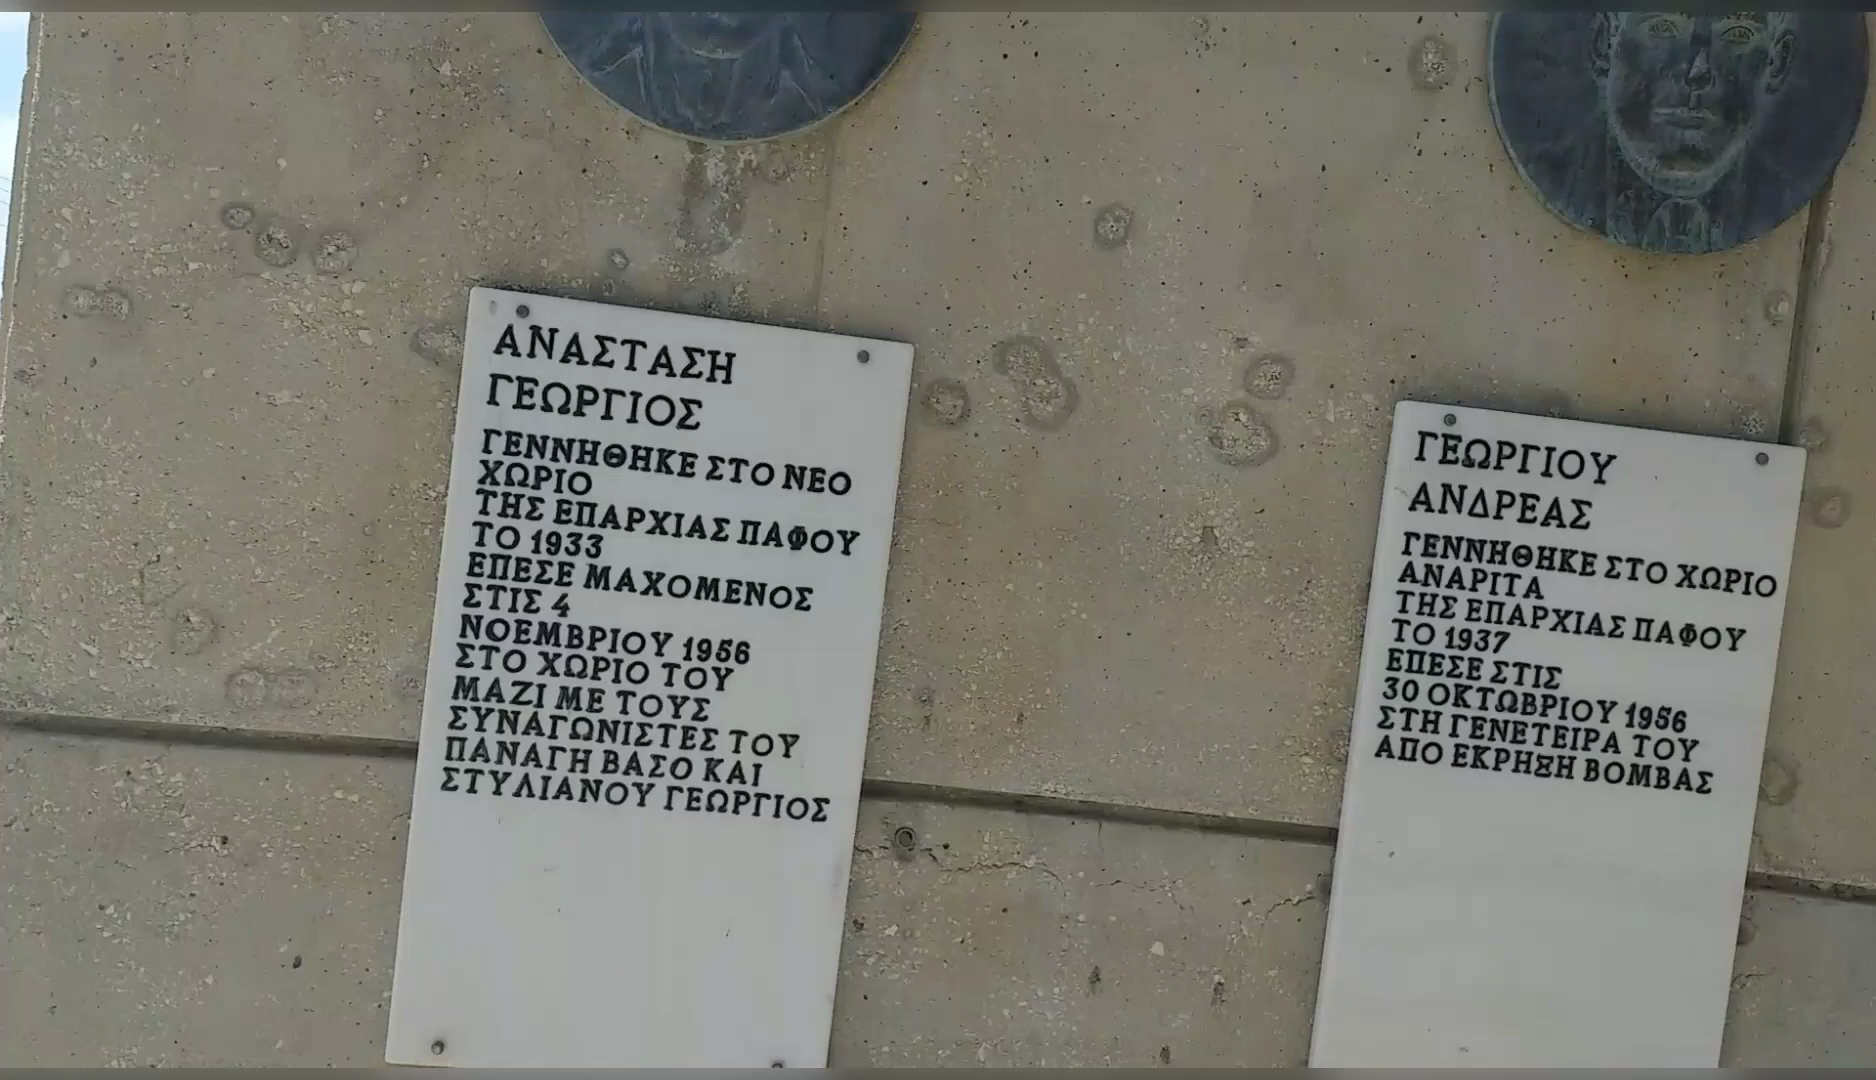 ΑΝΑΣΤΑΣΗ
ΓΕΩΡΓΙΟΣ
ΓΕΝΝΗΘΗΚΕ ΣΤΟ ΝΕΟ
ΧΩΡΙΟ
ΤΗΣ ΕΠΑΡΧΙΑΣ ΠΑΦΟΥ
ΤΟ 1933
ΕΠΕΣΕ ΜΑΧΟΜΕΝΟΣ
ΣΤΙΣ 4
ΝΟΕΜΒΡΙΟΥ 1956
ΣΤΟ ΧΩΡΙΟ ΤΟΥ
ΜΑΖΙ ΜΕ ΤΟΥΣ
ΣΥΝΑΓΩΝΙΣΤΕΣ ΤΟΥ
ΠΑΝΑΓΗ ΒΑΣΟ ΚΑΙ
ΣΤΥΛΙΑΝΟΥ ΓΕΩΡΓΙΟΣ
ΓΕΩΡΓΙΟΥ
ΑΝΔΡΕΑΣ
ΓΕΝΝΗΘΗΚΕ ΣΤΟ ΧΩΡΙΟ
ΑΝΑΡΙΤΑ
ΤΗΣ ΕΠΑΡΧΙΑΣ ΠΑΦΟΥ
ΤΟ 1937
ΕΠΕΣΕ ΣΤΙΣ
30 ΟΚΤΩΒΡΙΟΥ 1956
ΣΤΗ ΓΕΝΕΤΕΙΡΑ ΤΟΥ
ΑΠΟ ΕΚΡΗΞΗ ΒΟΜΒΑΣ